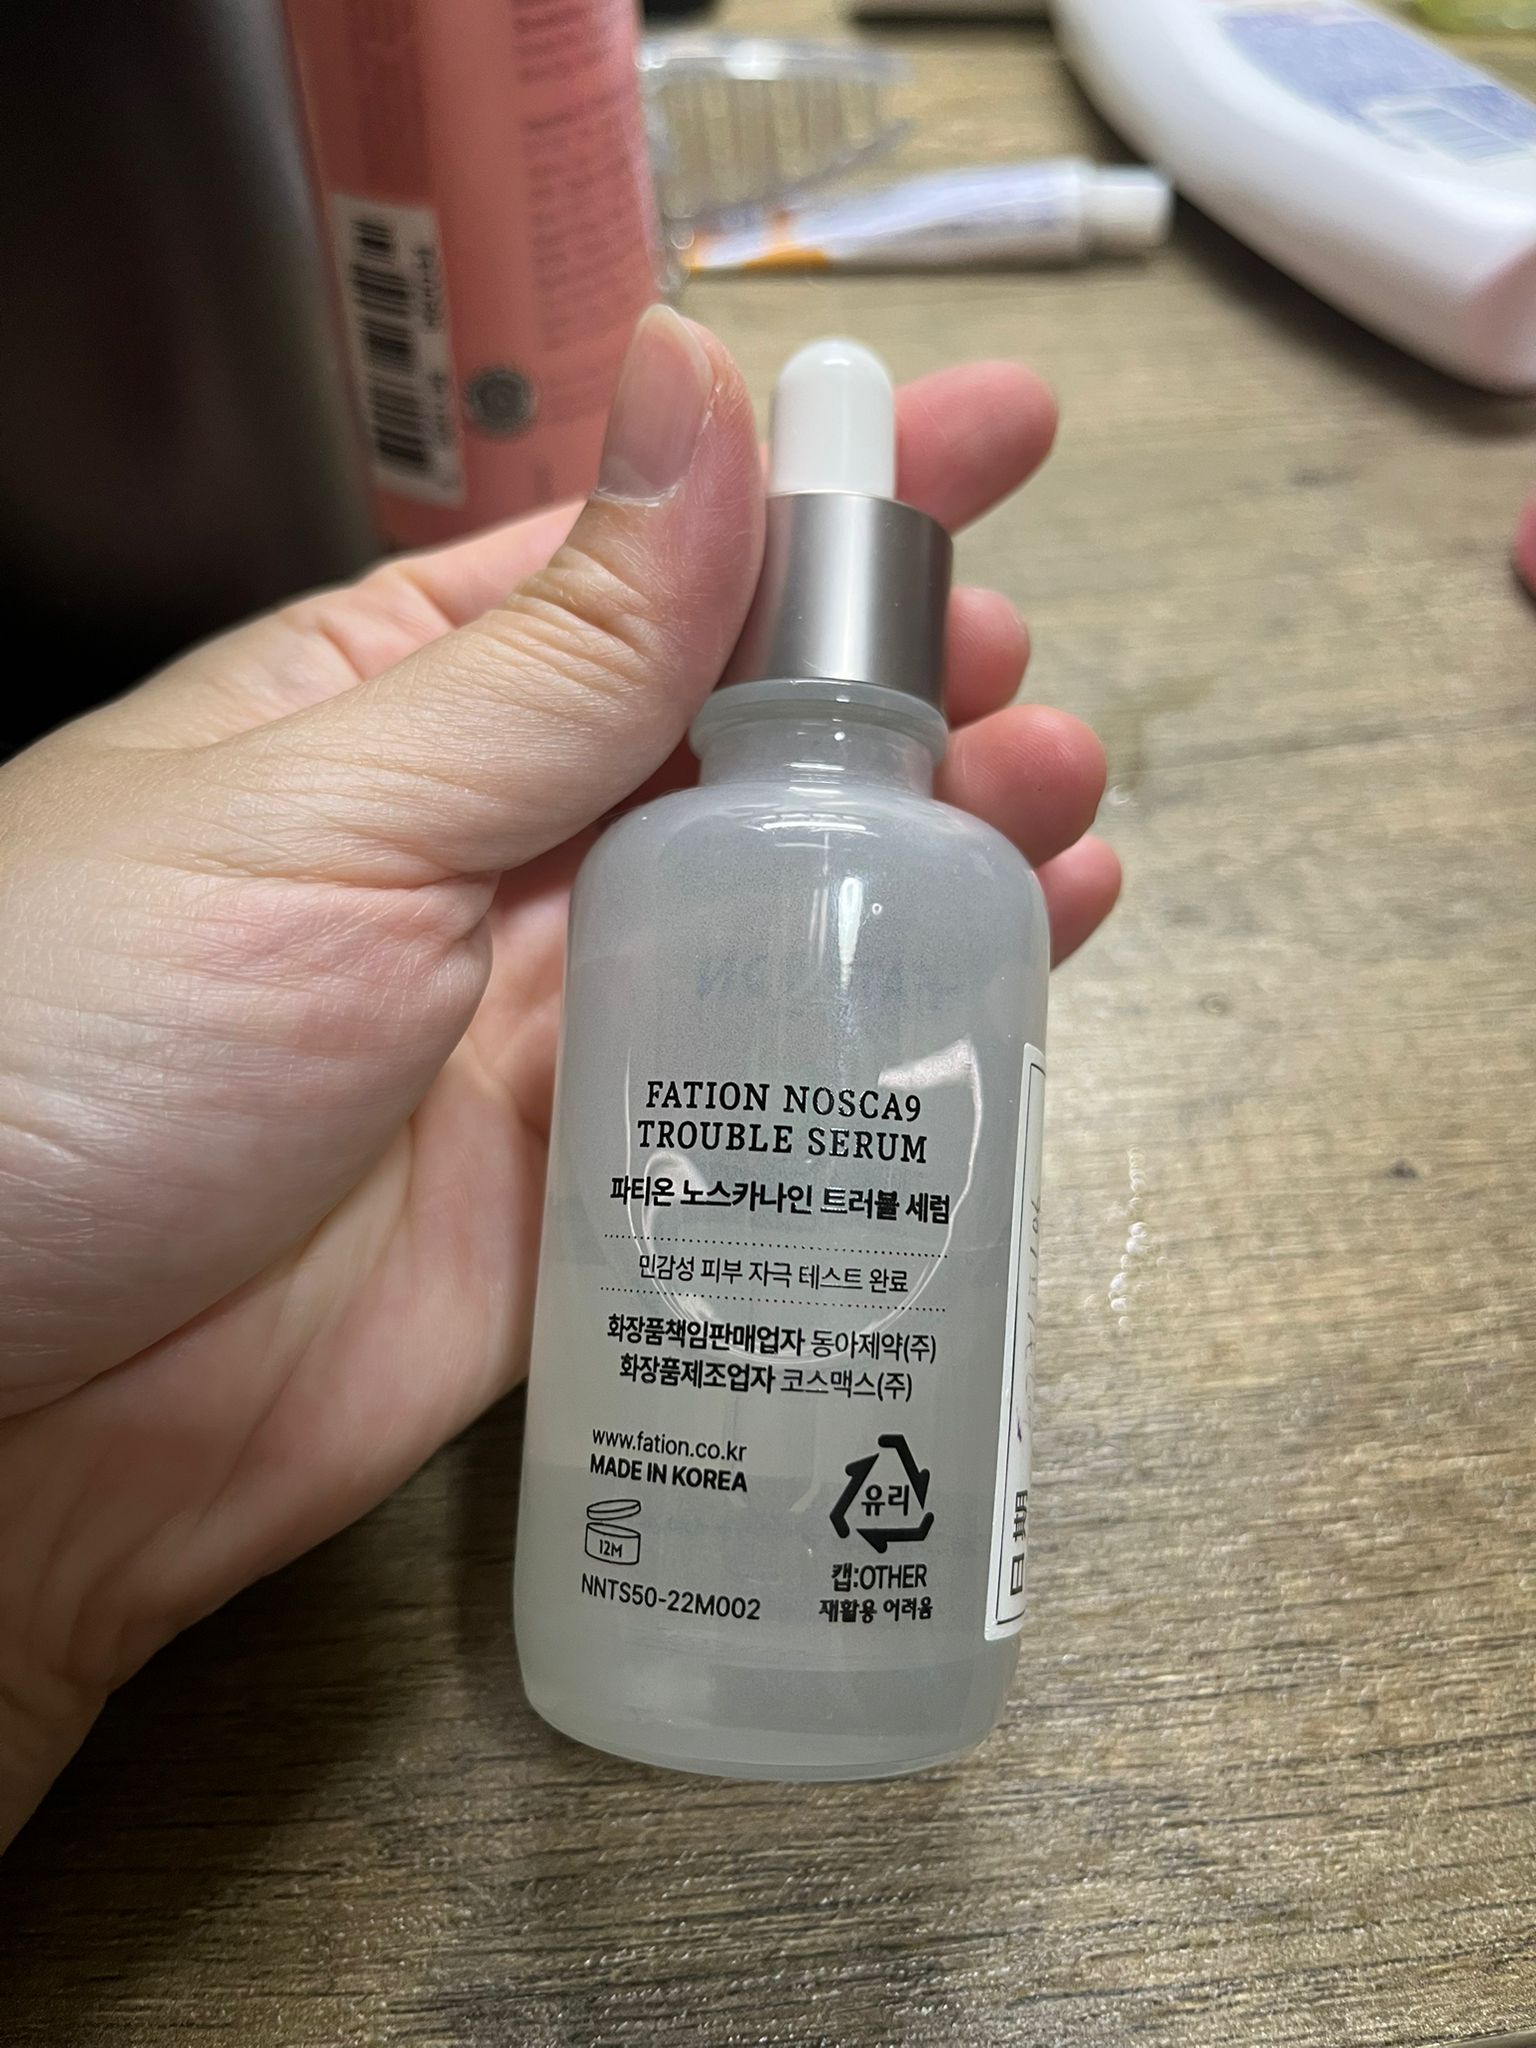 FATION NOSCA9
TROUBLE SERUM
파티온 노스카나인 트러블 세럼
민감성 피부 자극 테스트 완료
화장품책임판매업자 동아제약(주)
화장품제조업자 코스맥스(주)
www.fation.co.kr
MADE IN KOREA
12M
NNTS50-22M002
유리
캡:OTHER
재활용 어려움
日期